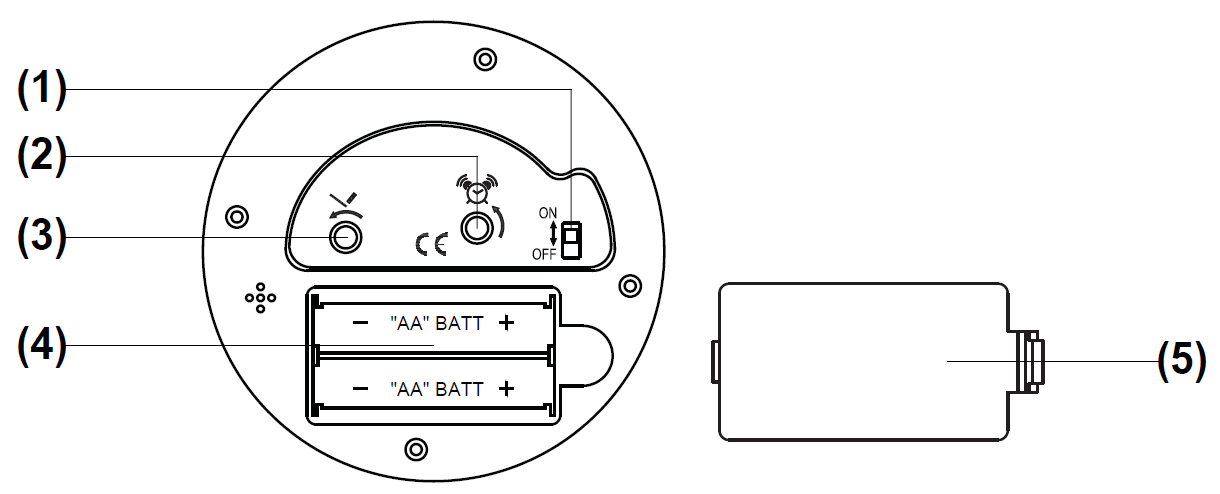 (1)
(2)
(3)
(4)
(5)
ON
OFF
CE
- "AA" BATT +
- "AA" BATT +